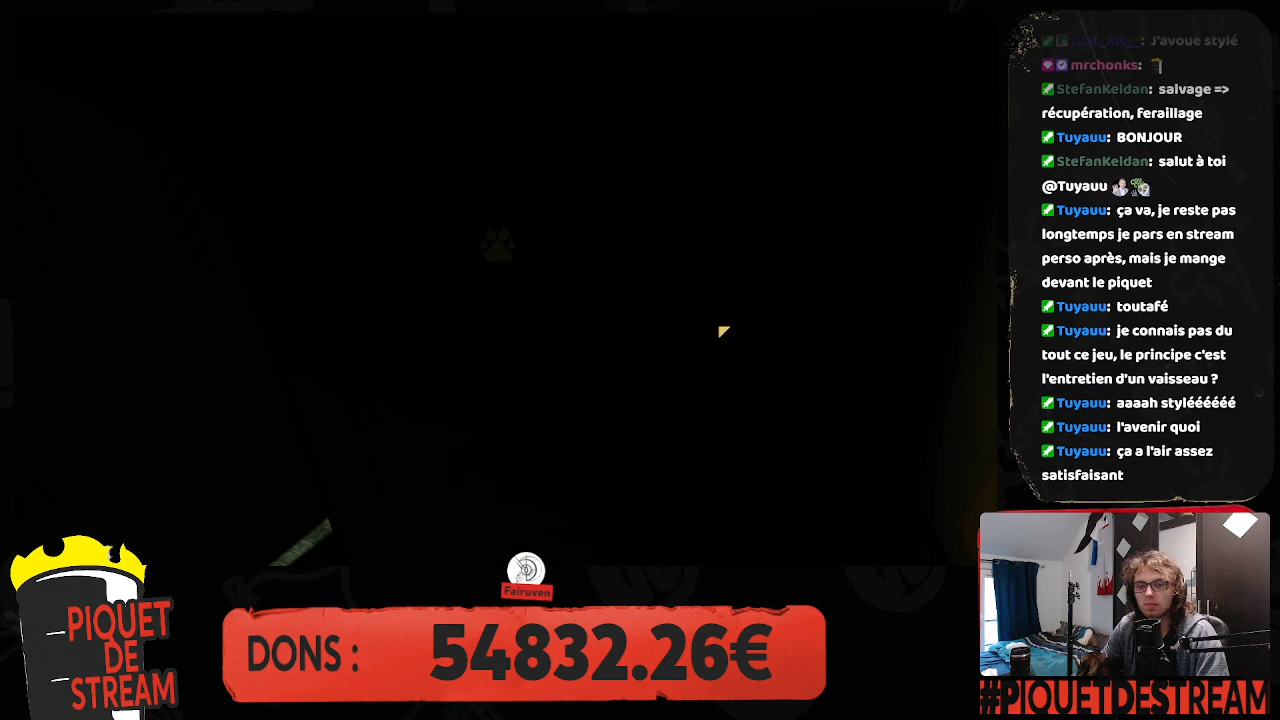 Just_Kit__: J'avoue stylé
mrchonks:
StefanKeldan: salvage =>
récupération, feraillage
Tuyauu: BONJOUR
StefanKeldan: salut à toi
@Tuyauu
Tuyauu: ça va, je reste pas
longtemps je pars en stream
perso après, mais je mange
devant le piquet
Tuyauu: toutafé
Tuyauu: je connais pas du
tout ce jeu, le principe c'est
l'entretien d'un vaisseau ?
Tuyauu: aaaah stylééééé
Tuyauu: l'avenir quoi
Tuyauu: ça a l'air assez
satisfaisant
Fairuven
DONS : 54832.26€
PIQUET
DE
STREAM
#PIQUETDESTREAM